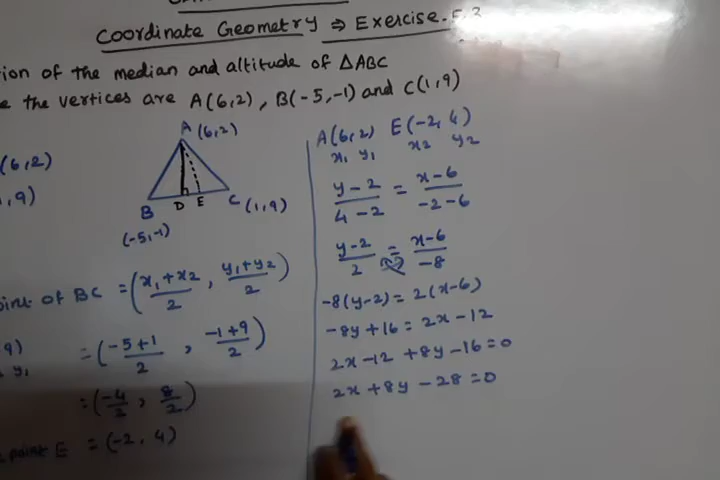 Coordinate Geometry ⇒ Exercise - 5.3
ion of the median and altitude of △ABC
e the vertices are A(6,2), B(-5,-1) and C(1,9)
(6,2)
,9)
A (6,2)
B
D
E
C (1,9)
(-5,-1)
point of BC = (x₁+x₂/2 , y₁+y₂/2)
9)
y₁
= (-5+1/2 , -1+9/2)
= (-4/2 , 8/2)
point E = (-2, 4)
A(6,2) E(-2,4)
x₁ y₁ x₂ y₂
y-2/4-2 = x-6/-2-6
y-2/2 = x-6/-8
-8(y-2) = 2(x-6)
-8y+16 = 2x-12
2x-12+8y-16=0
2x+8y-28=0